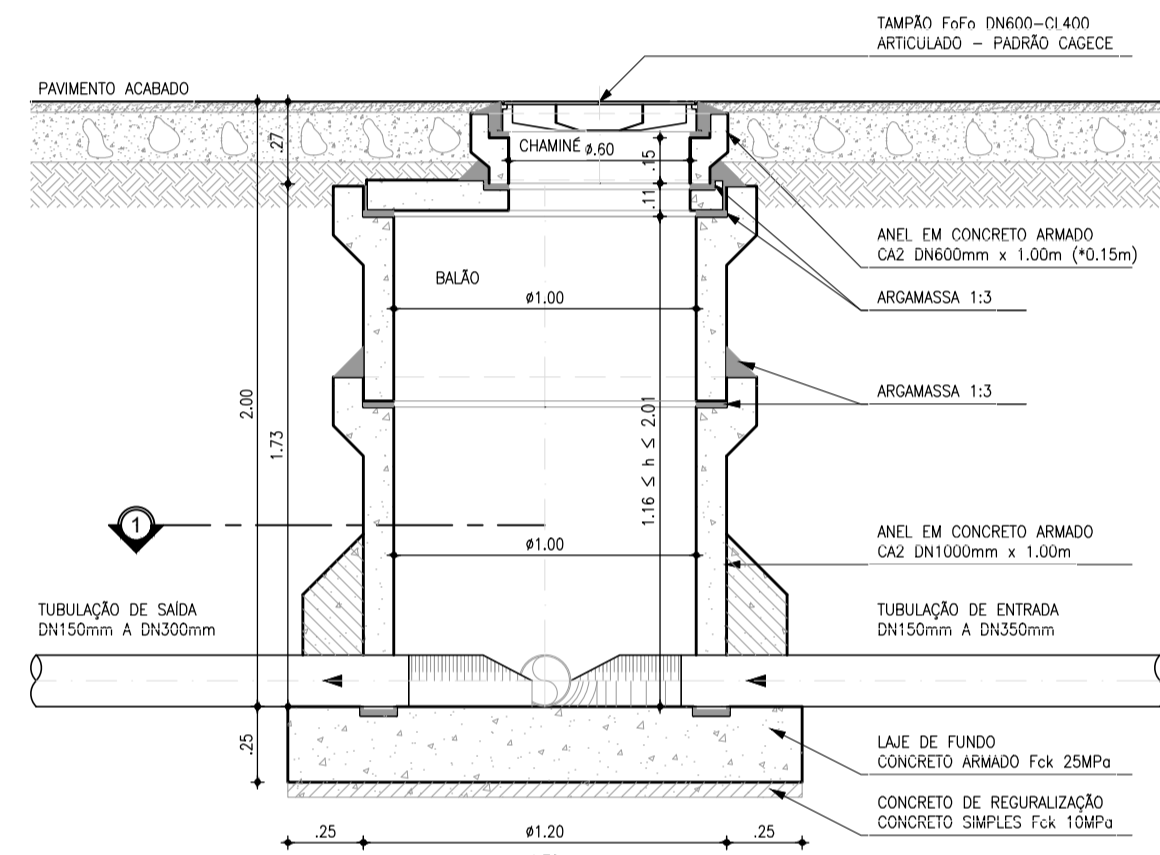 TAMPÃO FoFo DN600-CL400
ARTICULADO - PADRÃO CAGECE
PAVIMENTO ACABADO
.27
CHAMINÉ
ø.60
.15
.11
ANEL EM CONCRETO ARMADO
CA2 DN600mm x 1.00m (*0.15m)
BALÃO
ø1.00
ARGAMASSA 1:3
ARGAMASSA 1:3
2.00
1.73
1.16 ≤ h ≤ 2.01
1
ø1.00
ANEL EM CONCRETO ARMADO
CA2 DN1000mm x 1.00m
TUBULAÇÃO DE SAÍDA
DN150mm A DN300mm
TUBULAÇÃO DE ENTRADA
DN150mm A DN350mm
.25
LAJE DE FUNDO
CONCRETO ARMADO Fck 25MPa
CONCRETO DE REGURALIZAÇÃO
CONCRETO SIMPLES Fck 10MPa
.25
ø1.20
.25